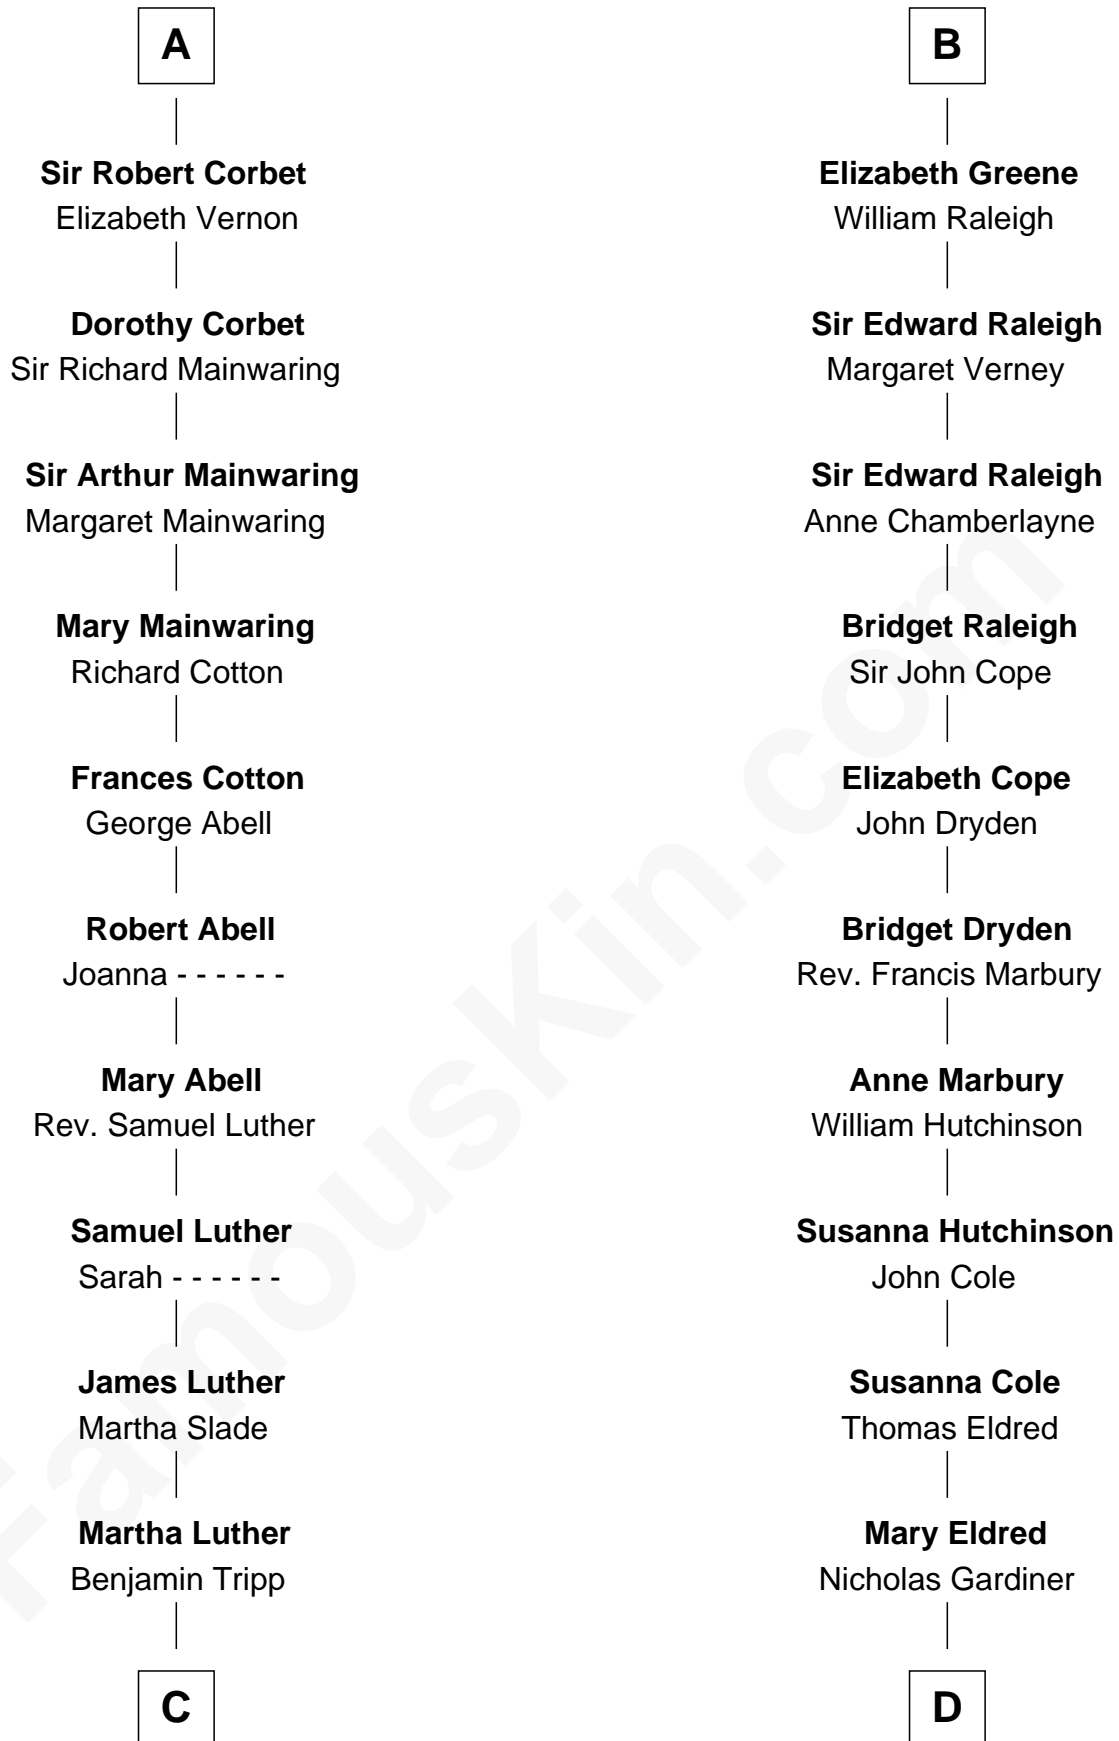 A
Sir Robert Corbet
Elizabeth Vernon
Dorothy Corbet
Sir Richard Mainwaring
Sir Arthur Mainwaring
Margaret Mainwaring
Mary Mainwaring
Richard Cotton
Frances Cotton
George Abell
Robert Abell
Joanna - - - - - -
Mary Abell
Rev. Samuel Luther
Samuel Luther
Sarah - - - - - -
James Luther
Martha Slade
Martha Luther
Benjamin Tripp
C
B
Elizabeth Greene
William Raleigh
Sir Edward Raleigh
Margaret Verney
Sir Edward Raleigh
Anne Chamberlayne
Bridget Raleigh
Sir John Cope
Elizabeth Cope
John Dryden
Bridget Dryden
Rev. Francis Marbury
Anne Marbury
William Hutchinson
Susanna Hutchinson
John Cole
Susanna Cole
Thomas Eldred
Mary Eldred
Nicholas Gardiner
D
FamousKin.com